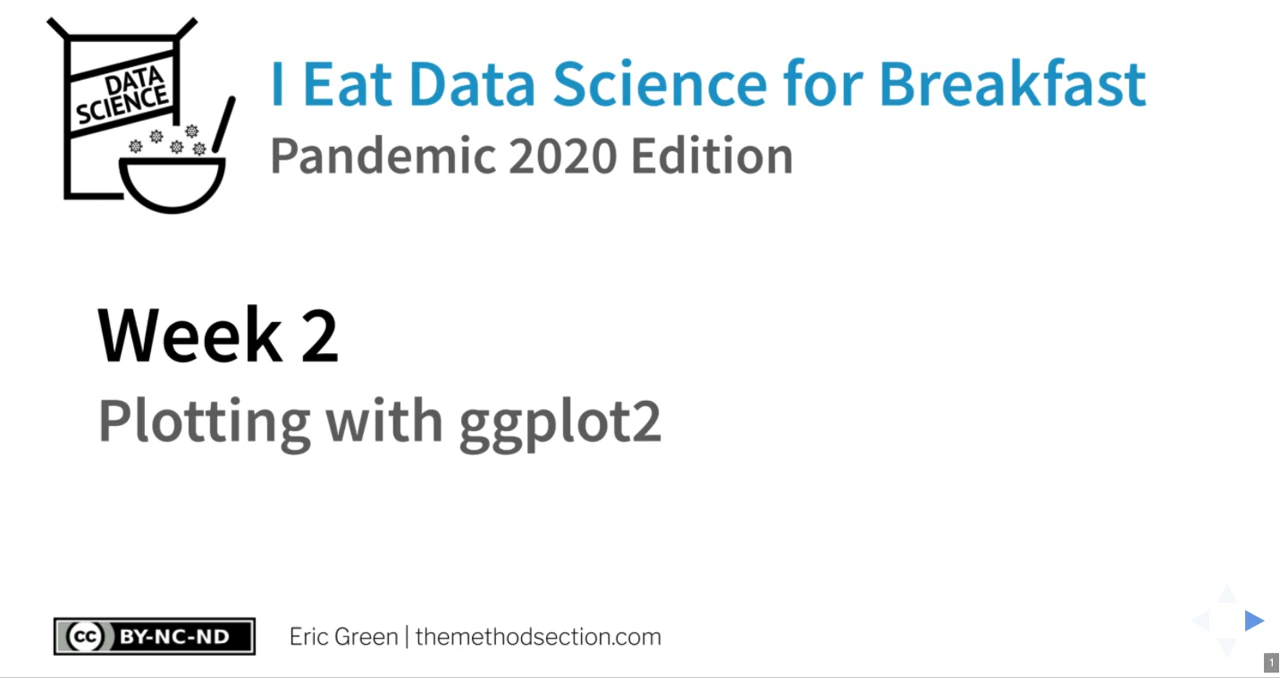 DATA
SCIENCE
I Eat Data Science for Breakfast
Pandemic 2020 Edition
Week 2
Plotting with ggplot2
cc BY-NC-ND
Eric Green | themethodsection.com
1